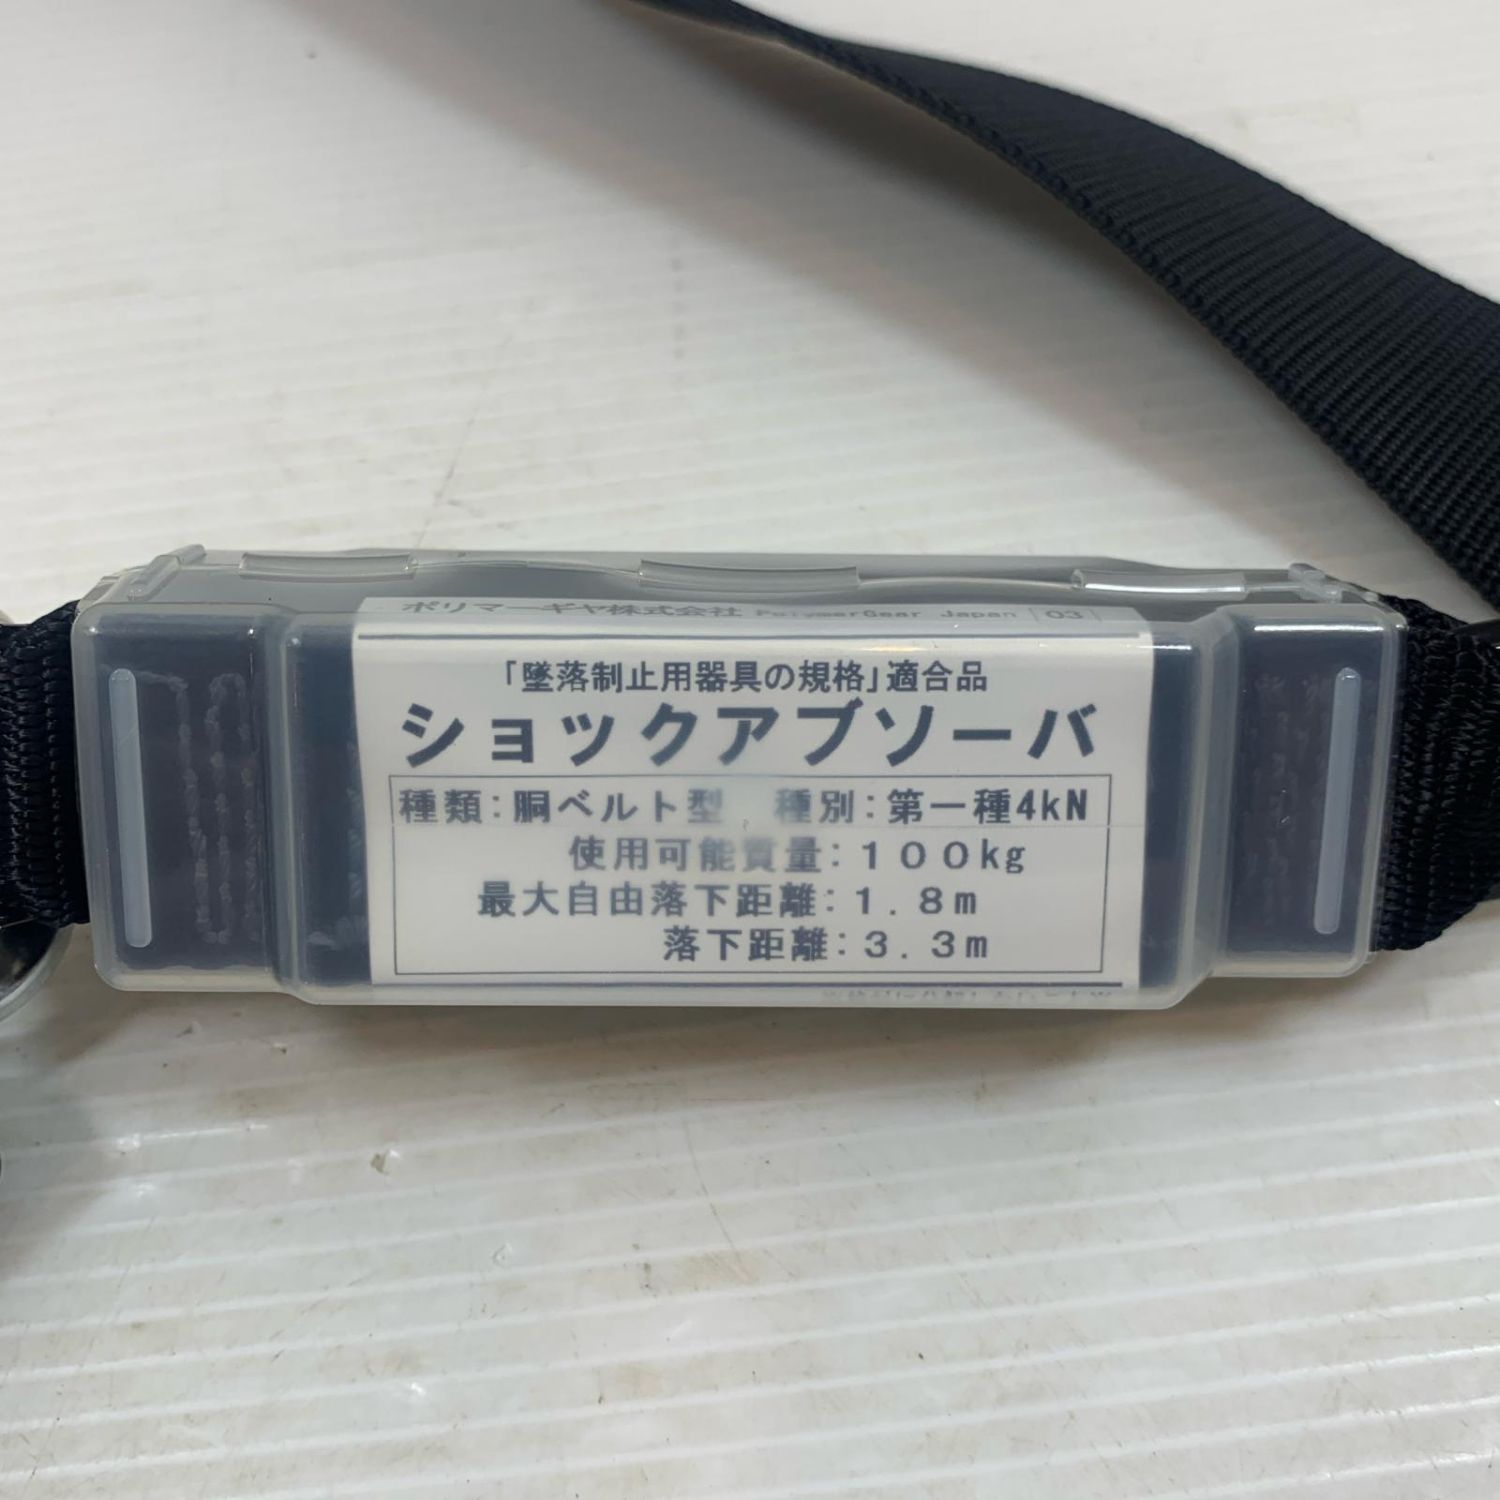 ポリマーギヤ株式会社 PolymerGear Japan | 03 |
「墜落制止用器具の規格」適合品
ショックアブソーバ
種類:胴ベルト型 種別:第一種4kN
使用可能質量:１００kg
最大自由落下距離:１.８m
落下距離:３.３m